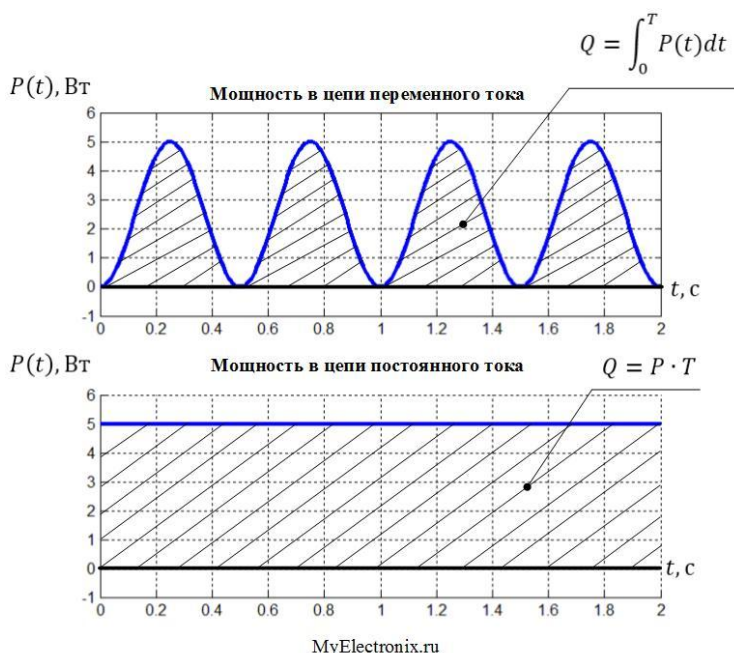 Q = ∫₀ᵀ P(t)dt
P(t), Вт
Мощность в цепи переменного тока
6
5
4
3
2
1
0
-1
t, с
0 0.2 0.4 0.6 0.8 1 1.2 1.4 1.6 1.8 2
P(t), Вт
Мощность в цепи постоянного тока
Q = P · T
6
5
4
3
2
1
0
-1
t, с
0 0.2 0.4 0.6 0.8 1 1.2 1.4 1.6 1.8 2
MyElectronix.ru